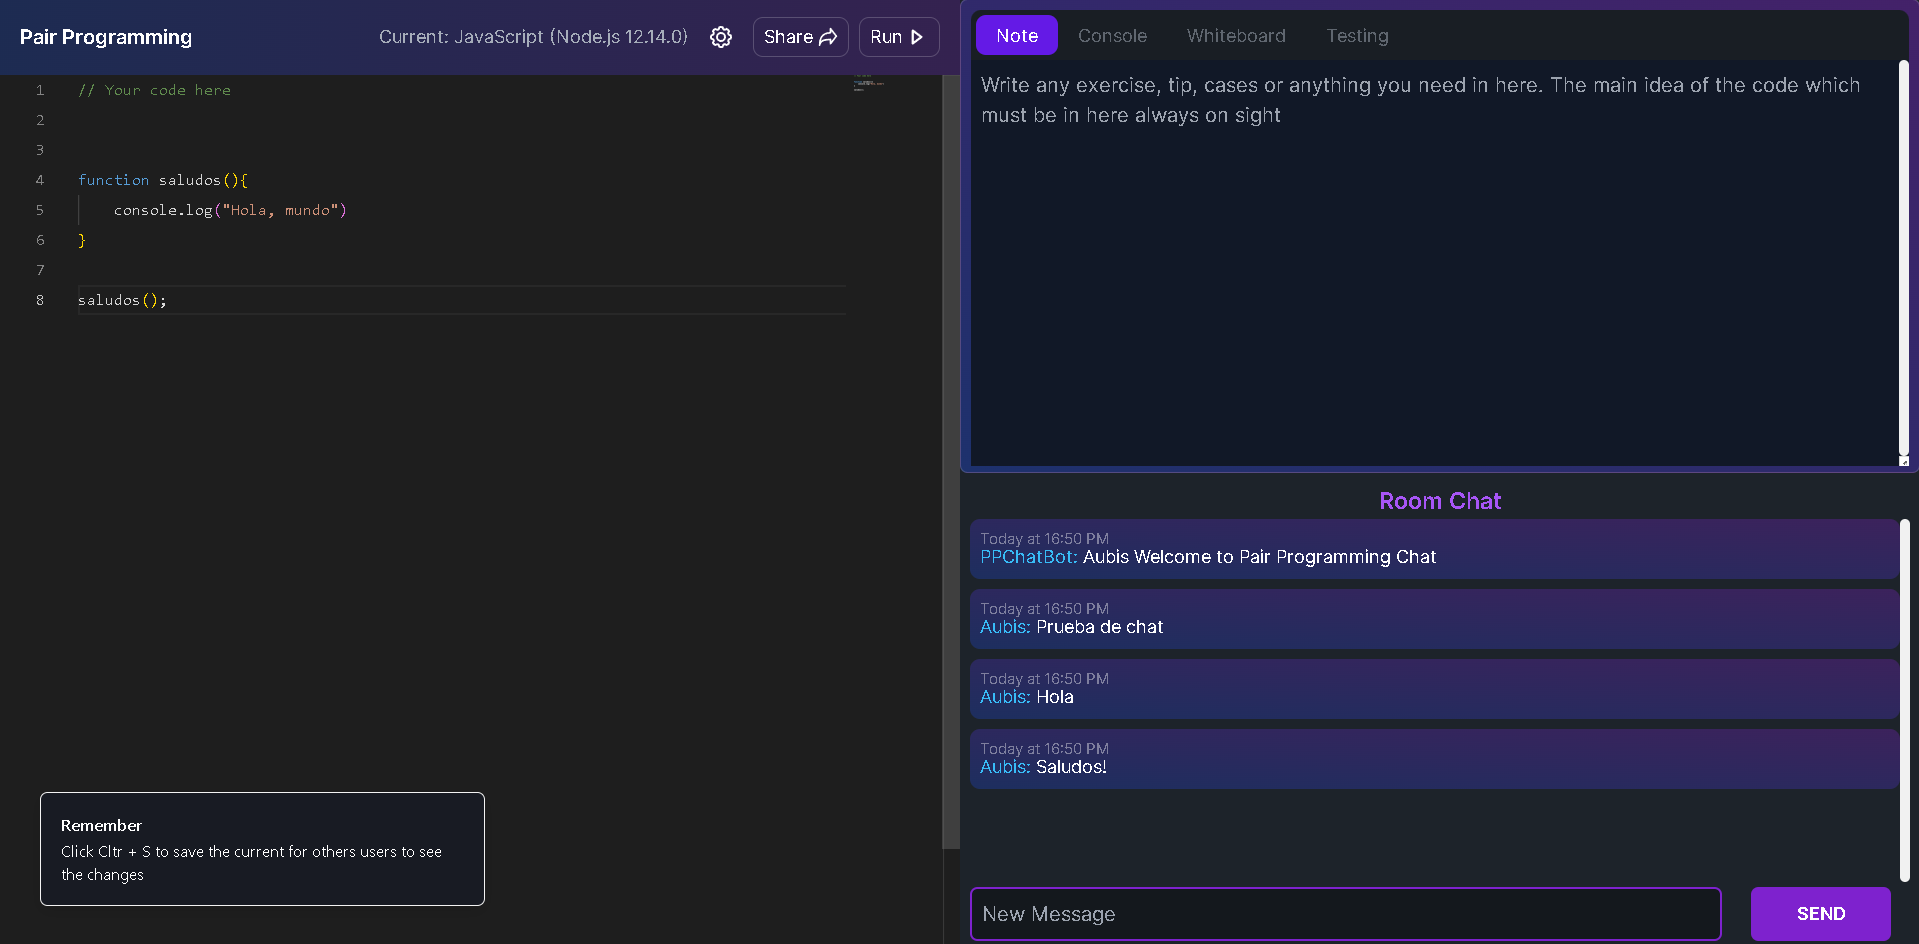 Pair Programming
Current: JavaScript (Node.js 12.14.0)
Share
Run
1 // Your code here
2
3
4 function saludos(){
5 console.log("Hola, mundo")
6 }
7
8 saludos();
Remember
Click Cltr + S to save the current for others users to see
the changes
Note Console Whiteboard Testing
Write any exercise, tip, cases or anything you need in here. The main idea of the code which
must be in here always on sight
Room Chat
Today at 16:50 PM
PPChatBot: Aubis Welcome to Pair Programming Chat
Today at 16:50 PM
Aubis: Prueba de chat
Today at 16:50 PM
Aubis: Hola
Today at 16:50 PM
Aubis: Saludos!
New Message
SEND